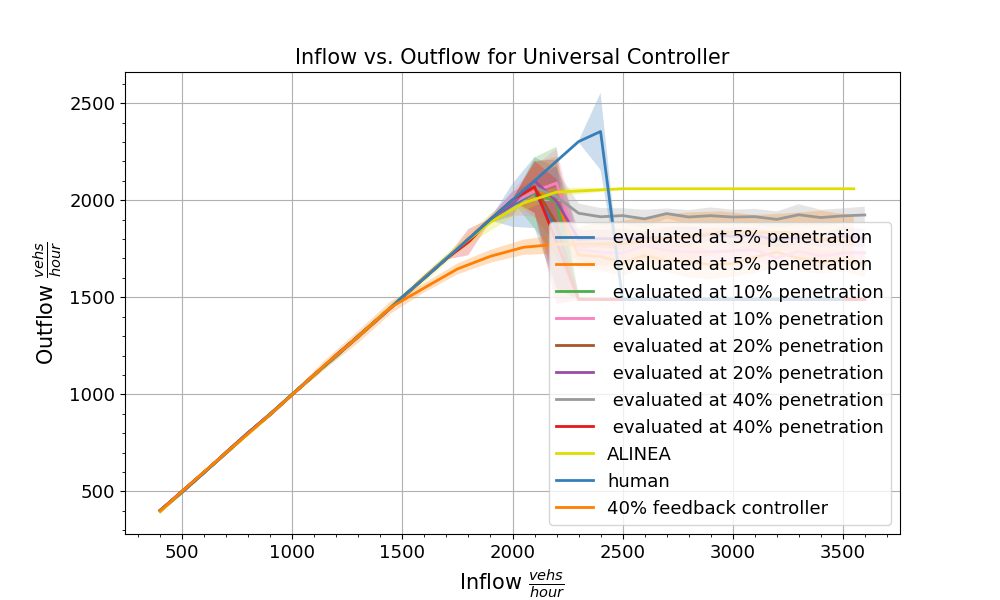 Inflow vs. Outflow for Universal Controller
Outflow vehs/hour
2500
2000
1500
1000
500
evaluated at 5% penetration
evaluated at 5% penetration
evaluated at 10% penetration
evaluated at 10% penetration
evaluated at 20% penetration
evaluated at 20% penetration
evaluated at 40% penetration
evaluated at 40% penetration
ALINEA
human
40% feedback controller
500 1000 1500 2000 2500 3000 3500
Inflow vehs/hour